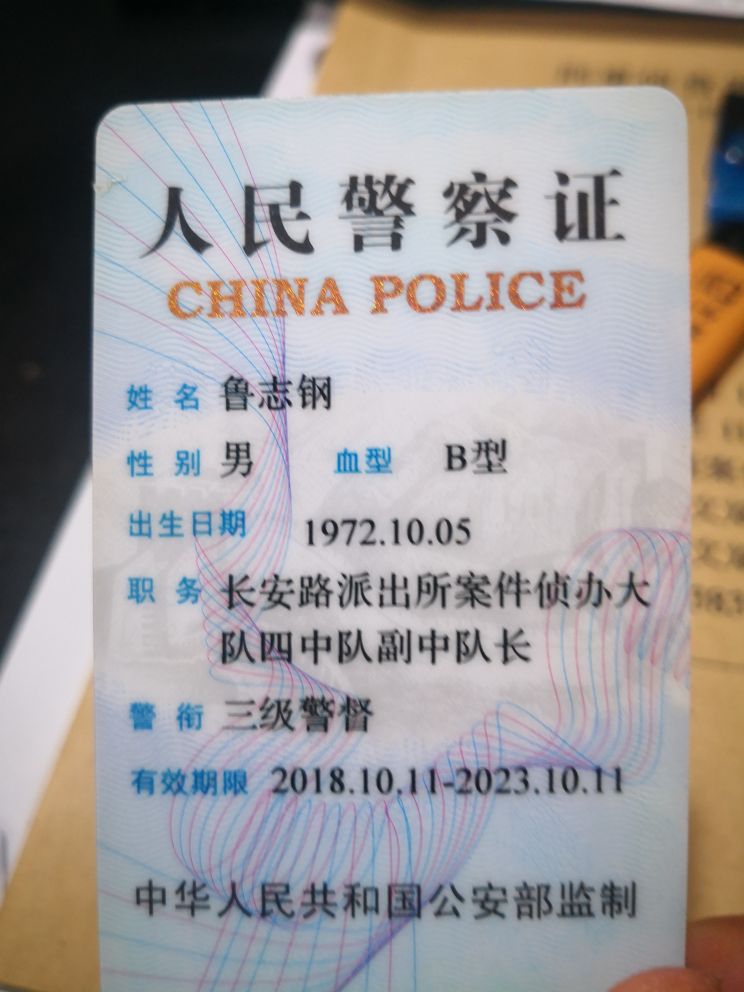 人民警察证
CHINA POLICE
姓名 鲁志钢
性别 男 血型 B型
出生日期 1972.10.05
职务 长安路派出所案件侦办大
队四中队副中队长
警衔 三级警督
有效期限 2018.10.11-2023.10.11
中华人民共和国公安部监制